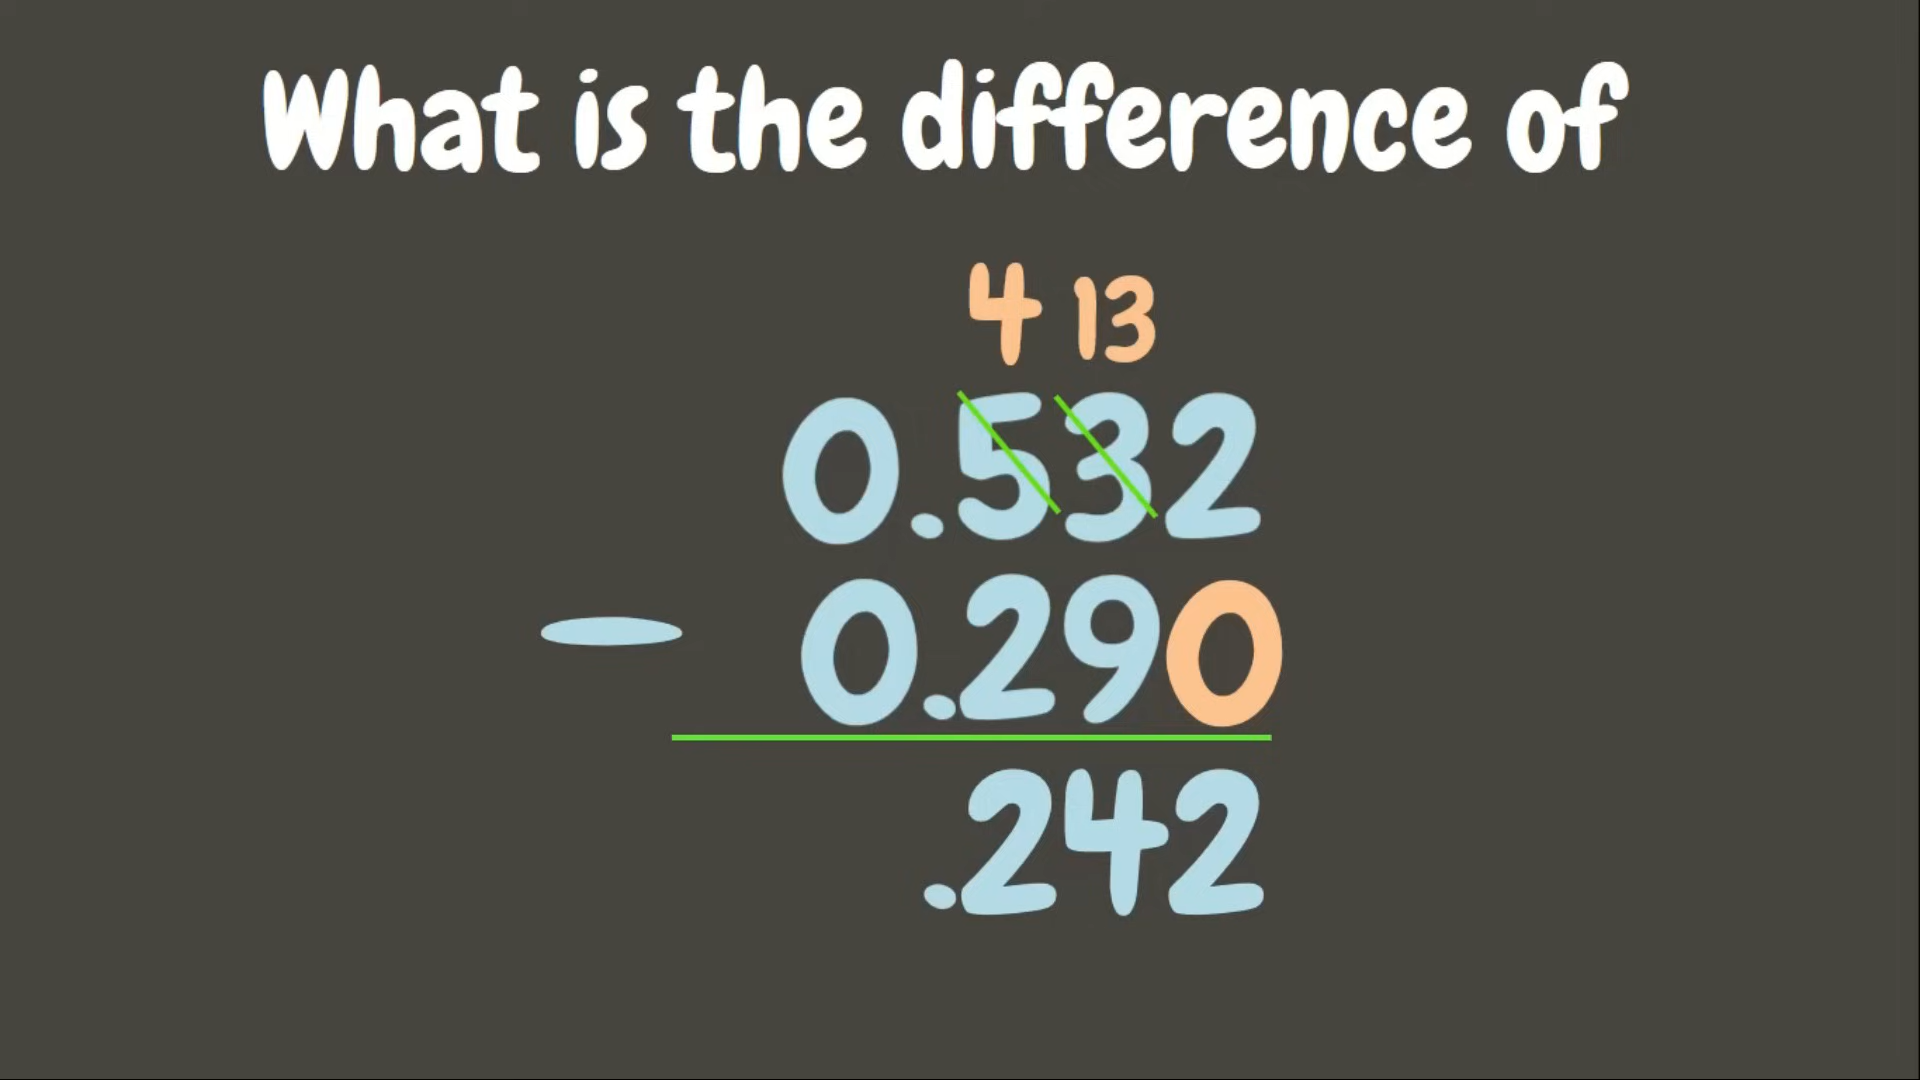 What is the difference of
4 13
0.532
− 0.290
.242